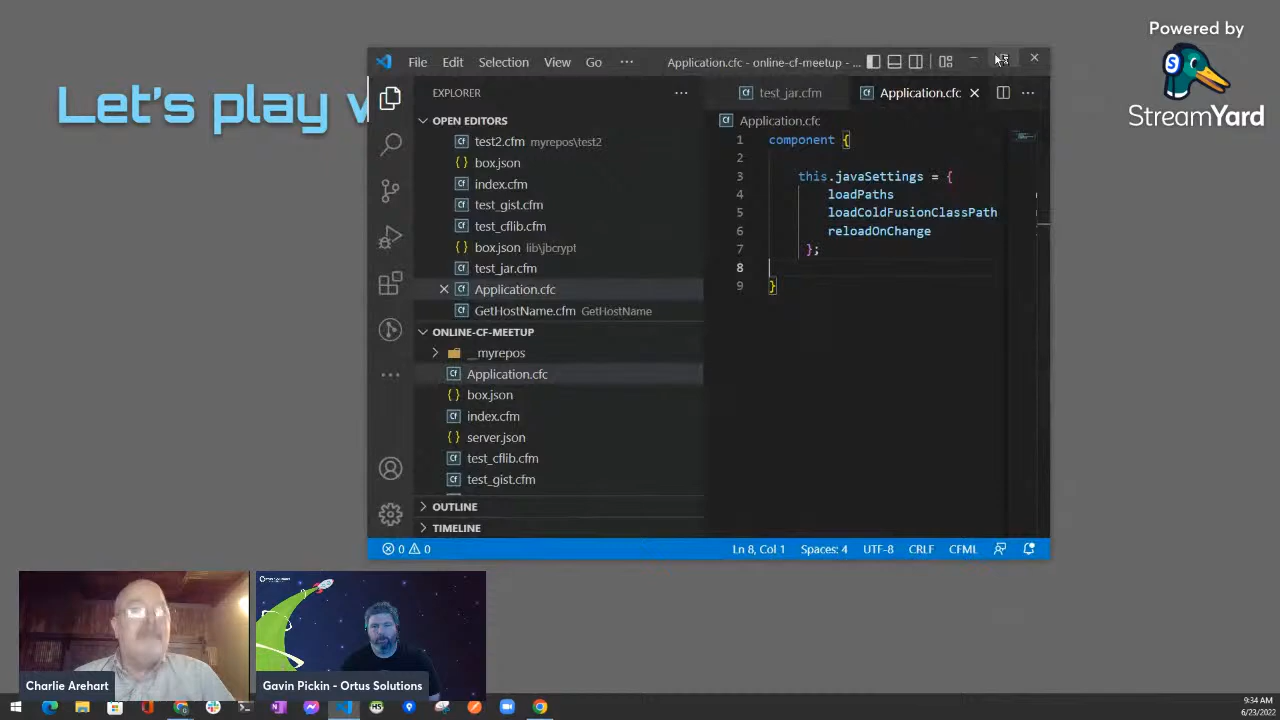 Powered by
StreamYard
Let's play
File Edit Selection View Go ··· Application.cfc - online-cf-meetup - ...
EXPLORER
OPEN EDITORS
test2.cfm myrepos\test2
{} box.json
index.cfm
test_gist.cfm
test_cflib.cfm
{} box.json lib\jbcrypt
test_jar.cfm
Application.cfc
GetHostName.cfm GetHostName
ONLINE-CF-MEETUP
__myrepos
Application.cfc
{} box.json
index.cfm
{} server.json
test_cflib.cfm
test_gist.cfm
OUTLINE
TIMELINE
test_jar.cfm Application.cfc
Application.cfc
1 component {
2
3 this.javaSettings = {
4 loadPaths
5 loadColdFusionClassPath
6 reloadOnChange
7 };
8
9 }
0 0 Ln 8, Col 1 Spaces: 4 UTF-8 CRLF CFML
Charlie Arehart
Gavin Pickin - Ortus Solutions
9:34 AM
6/23/2022